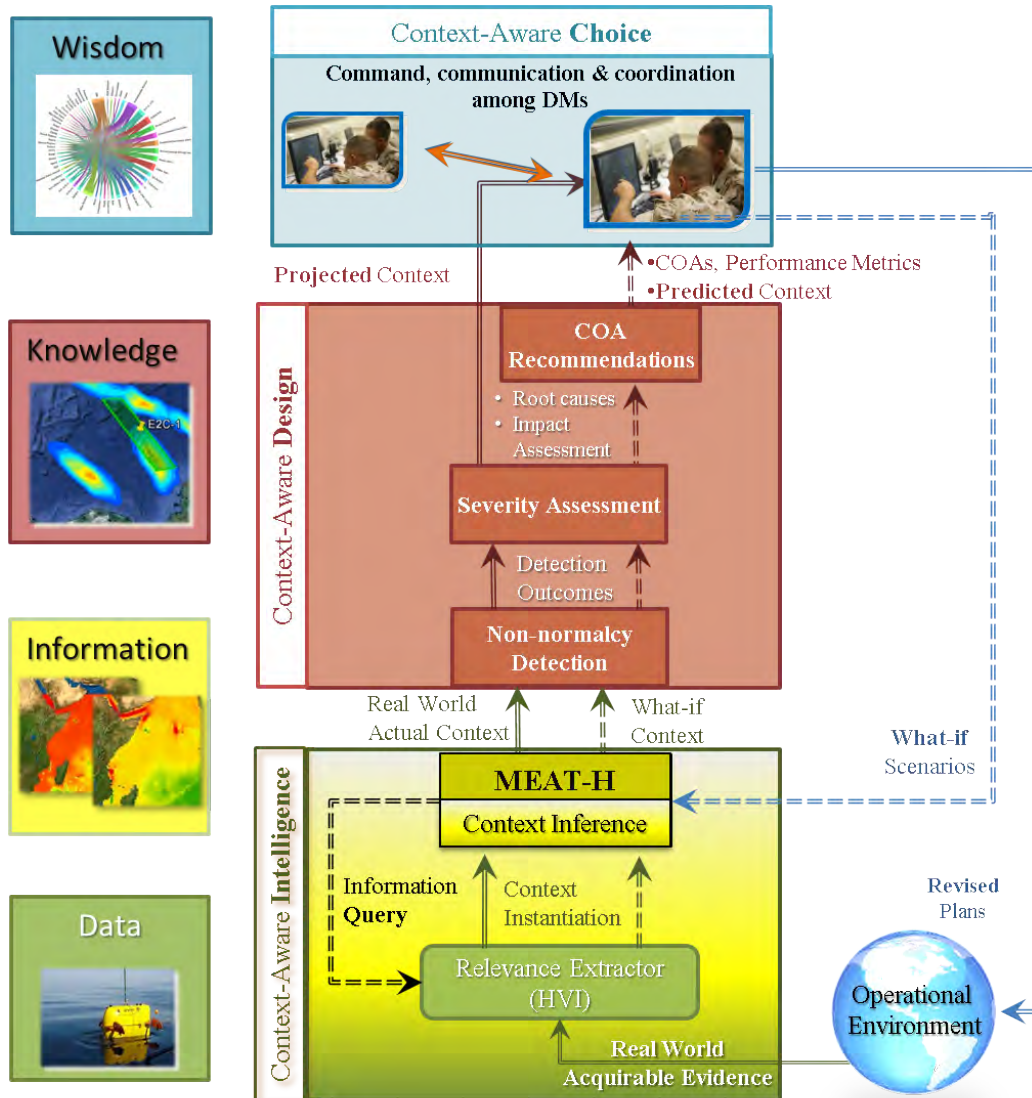 Wisdom
Context-Aware Choice
Command, communication & coordination
among DMs
Projected Context
•COAs, Performance Metrics
•Predicted Context
Knowledge
E2C-1
Context-Aware Design
COA
Recommendations
• Root causes
• Impact
Assessment
Severity Assessment
Detection
Outcomes
Non-normalcy
Detection
Information
Real World
Actual Context
What-if
Context
What-if
Scenarios
Context-Aware Intelligence
MEAT-H
Context Inference
Information
Query
Context
Instantiation
Revised
Plans
Data
Relevance Extractor
(HVI)
Operational
Environment
Real World
Acquirable Evidence